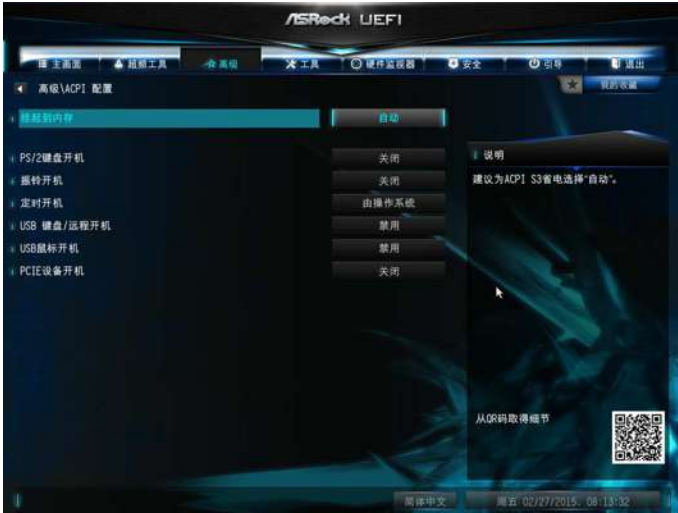 ASRock UEFI
主画面 超频工具 高级 工具 硬件监视器 安全 引导 退出
高级\ACPI 配置
我的收藏
挂起到内存 自动
PS/2键盘开机 关闭
振铃开机 关闭
定时开机 由操作系统
USB 键盘/远程开机 禁用
USB鼠标开机 禁用
PCIE设备开机 关闭
说明
建议为ACPI S3省电选择“自动”。
从QR码取得细节
简体中文
周五 02/27/2015. 08:13:32